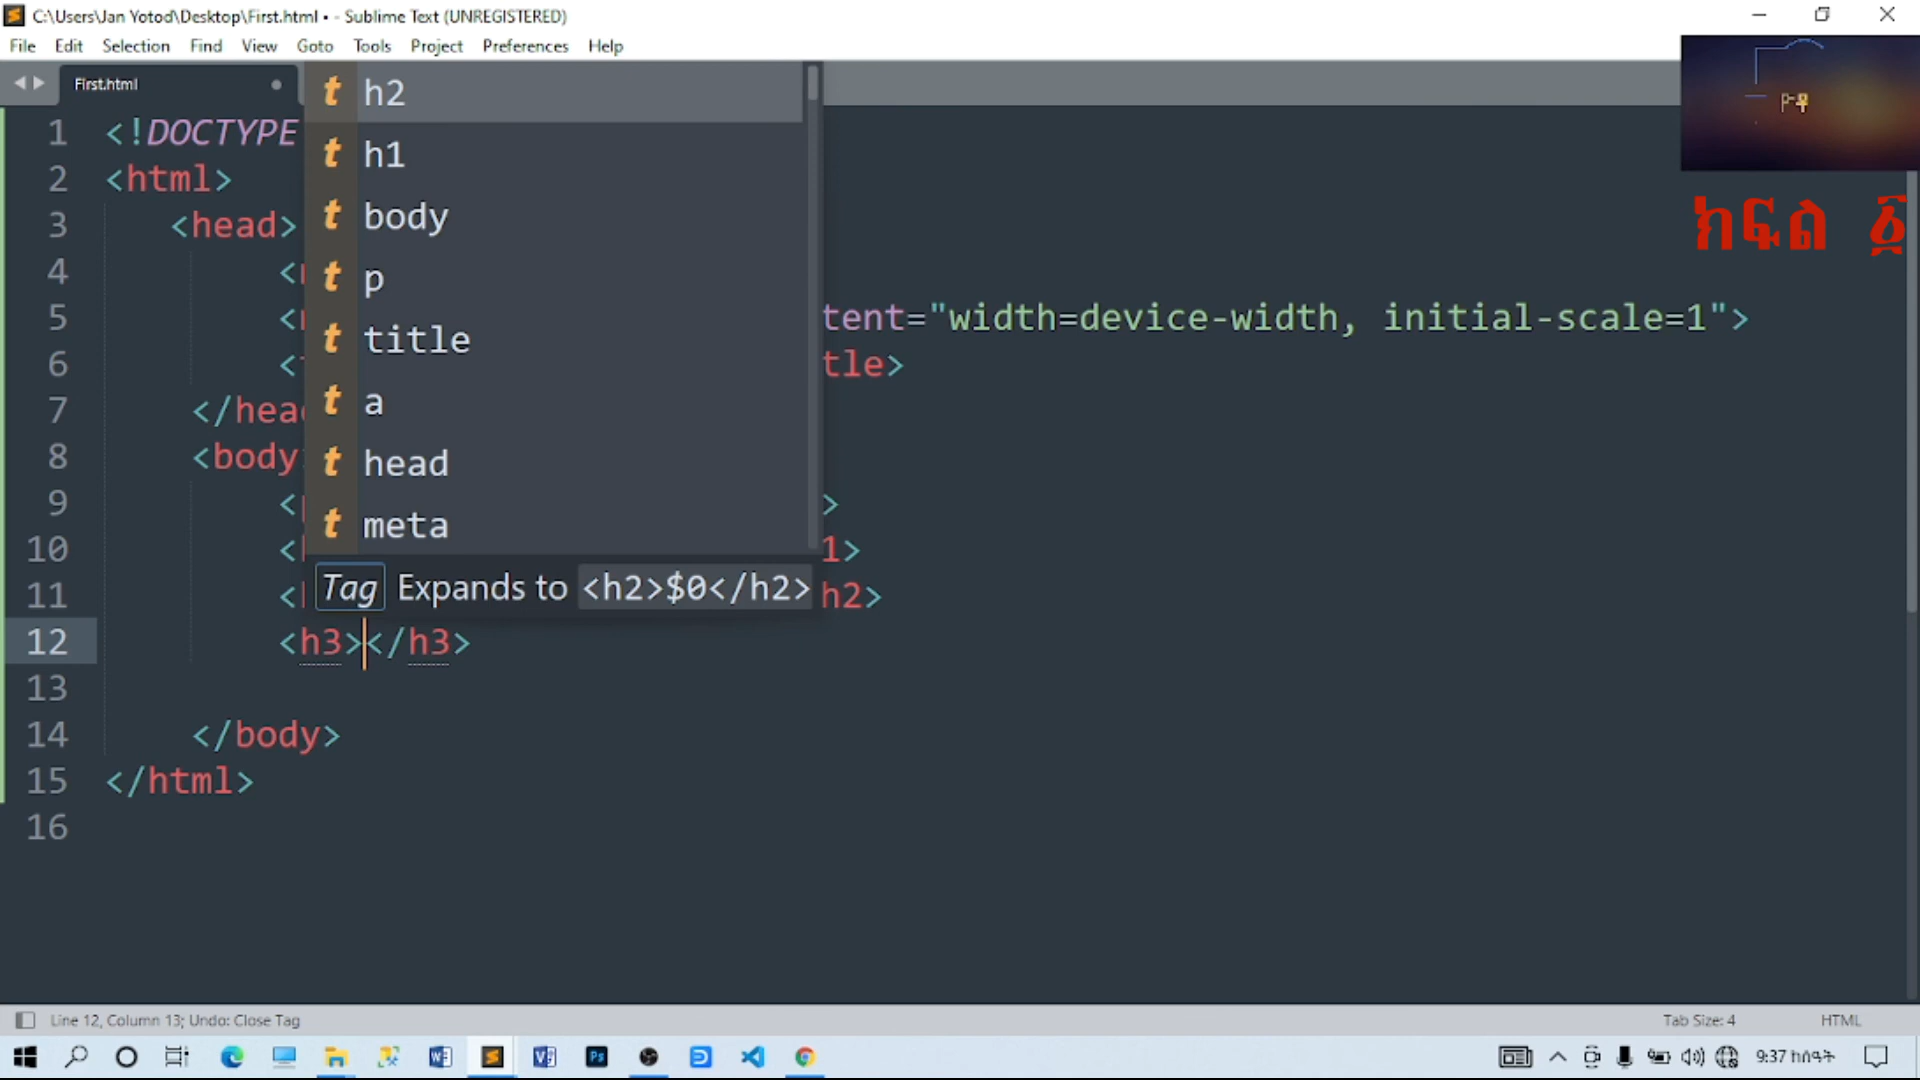 C:\Users\Jan Yotod\Desktop\First.html • - Sublime Text (UNREGISTERED)
File Edit Selection Find View Goto Tools Project Preferences Help
First.html
h2
h1
body
p
title
a
head
meta
Tag Expands to <h2>$0</h2>
1 <!DOCTYPE
2 <html>
3 <head>
4 <
5 < tent="width=device-width, initial-scale=1">
6 < tle>
7 </head
8 <body
9 < >
10 < 1>
11 < h2>
12 <h3></h3>
13
14 </body>
15 </html>
16
ክፍል ፩
Line 12, Column 13; Undo: Close Tag
Tab Size: 4 HTML
9:37 ከሰዓት